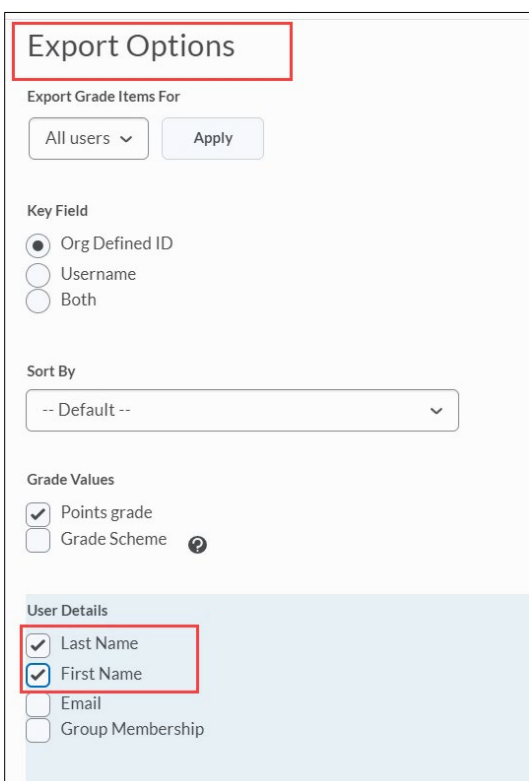 Export Options
Export Grade Items For
All users
Apply
Key Field
Org Defined ID
Username
Both
Sort By
-- Default --
Grade Values
Points grade
Grade Scheme
User Details
Last Name
First Name
Email
Group Membership